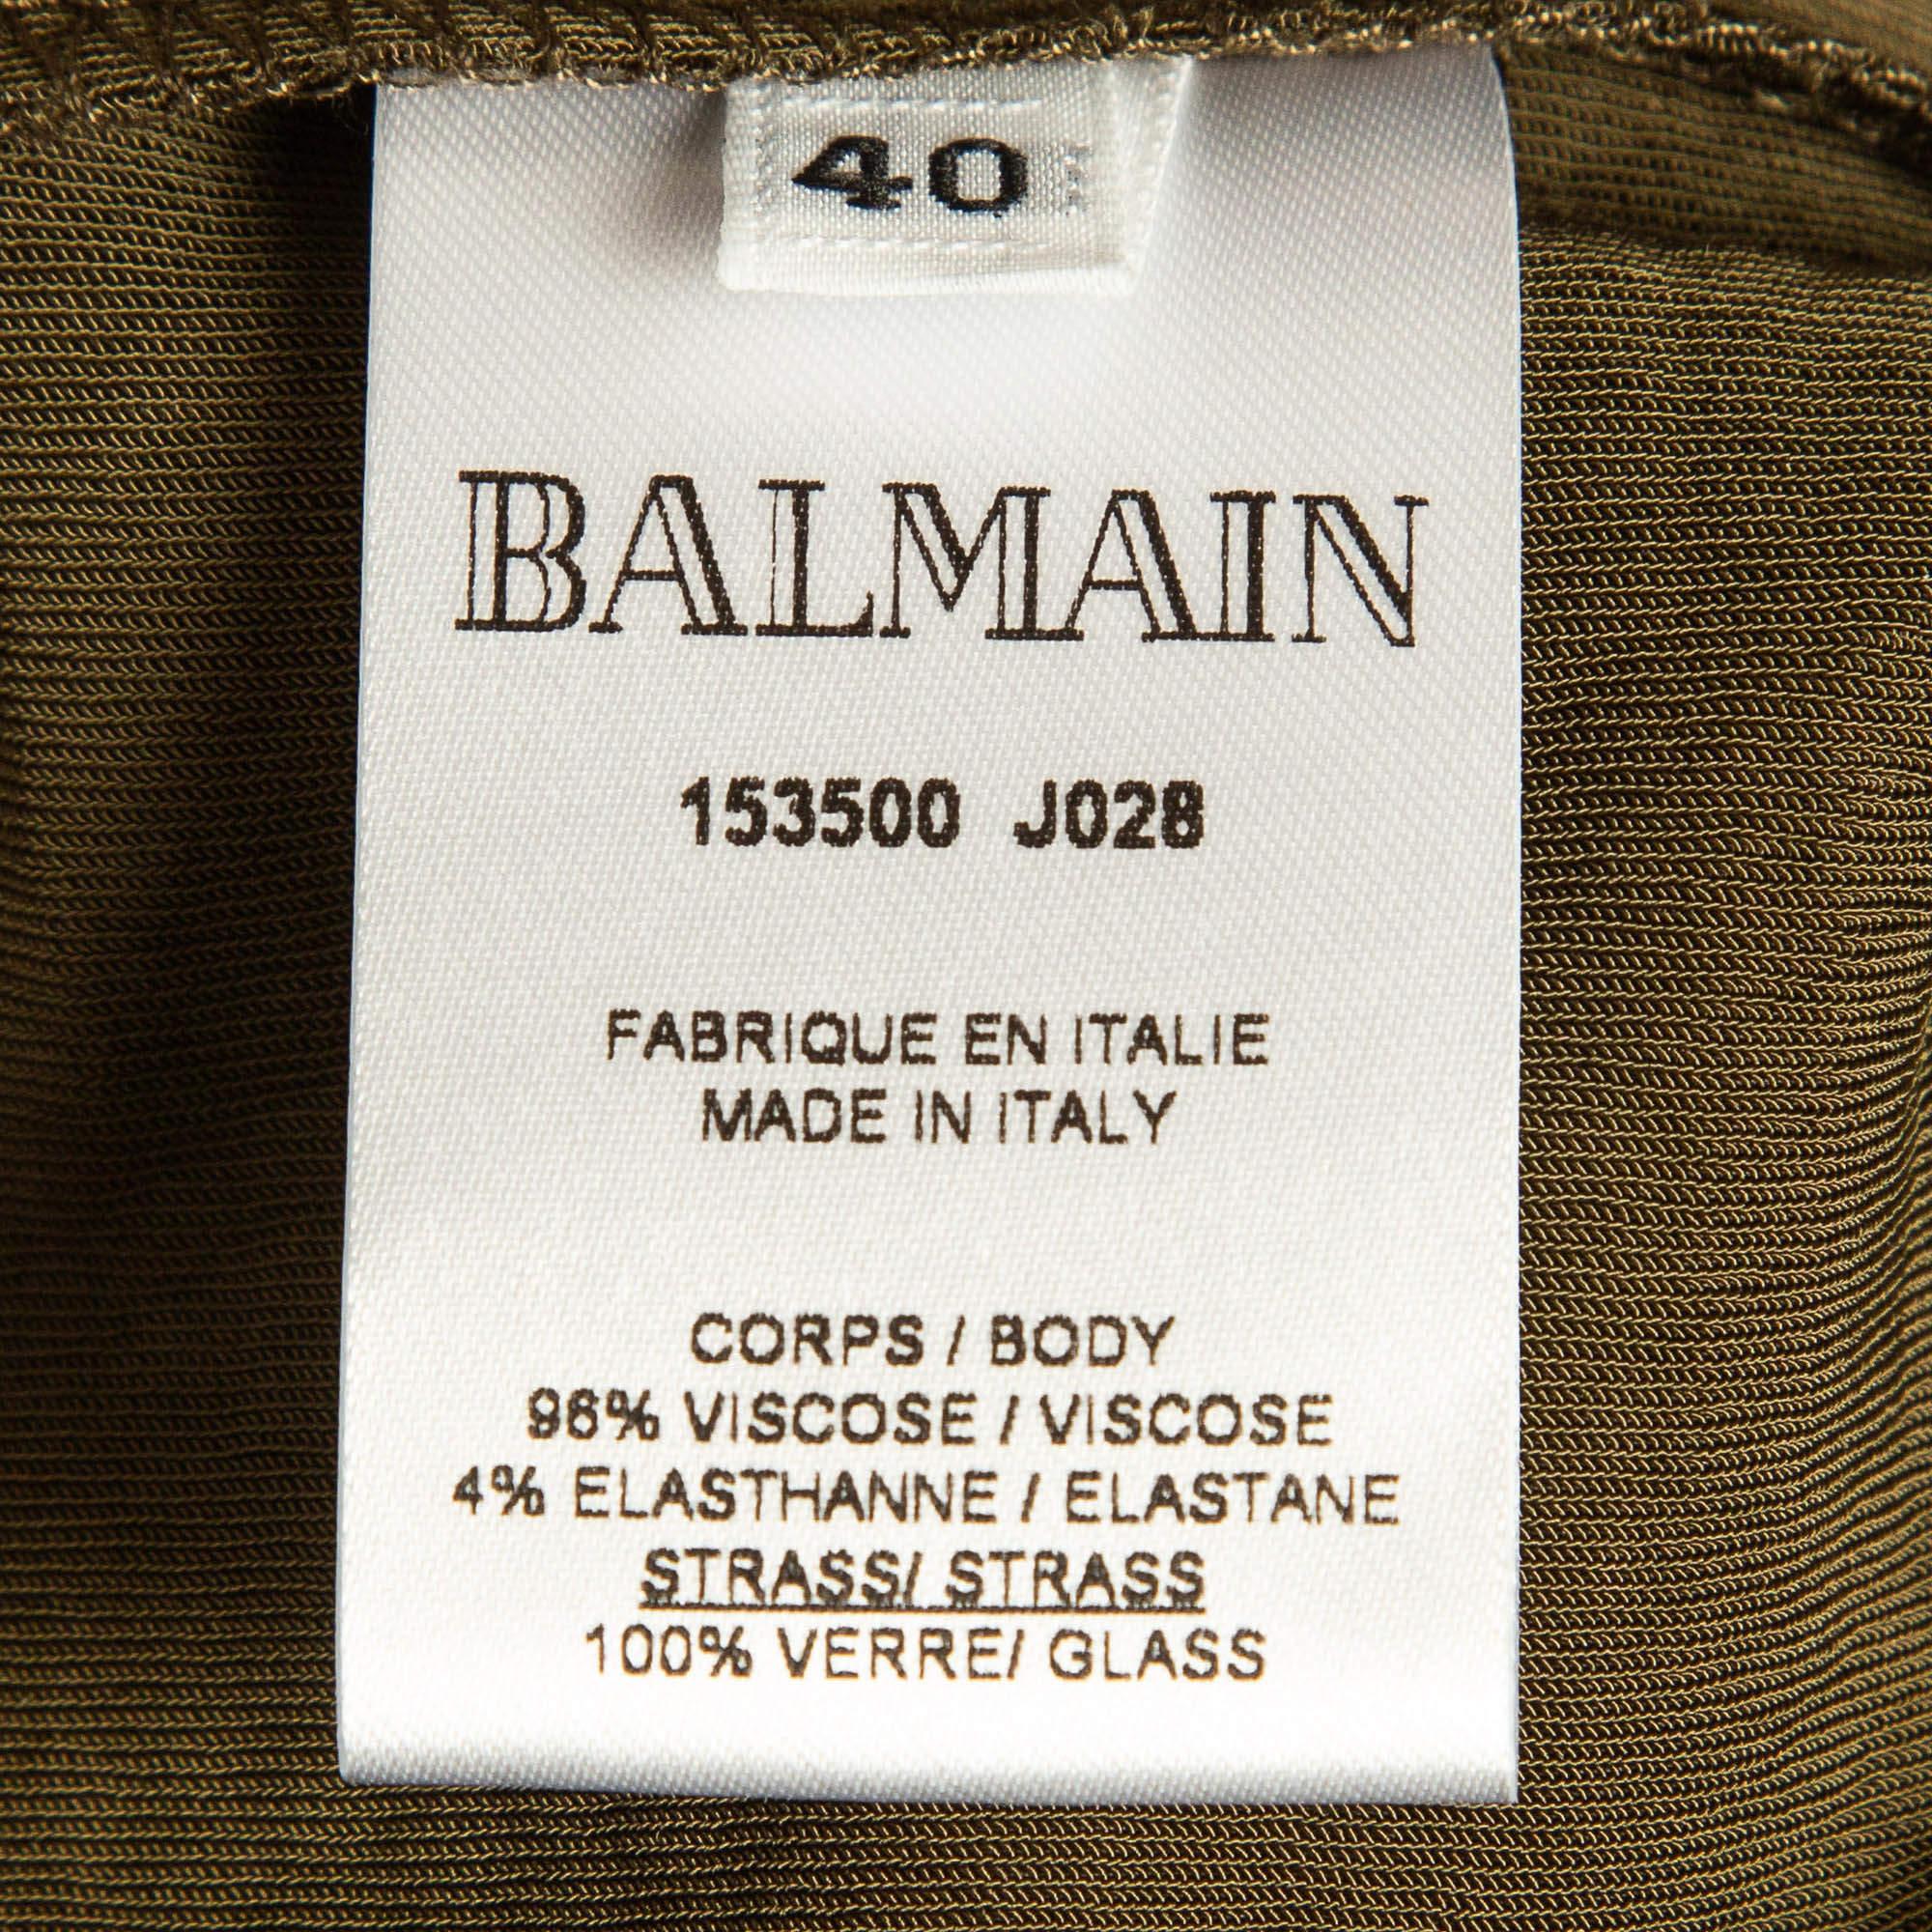 40
BALMAIN
153500 J028
FABRIQUE EN ITALIE
MADE IN ITALY
CORPS / BODY
96% VISCOSE / VISCOSE
4% ELASTHANNE / ELASTANE
STRASS/ STRASS
100% VERRE/ GLASS